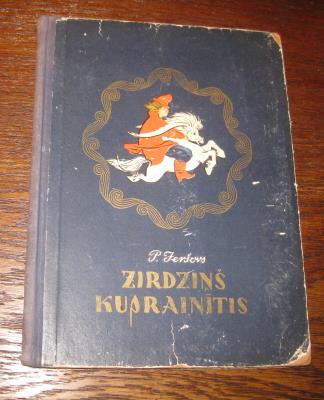 P. Jeršovs
ZIRDZIŅŠ
KUPRAINĪTIS